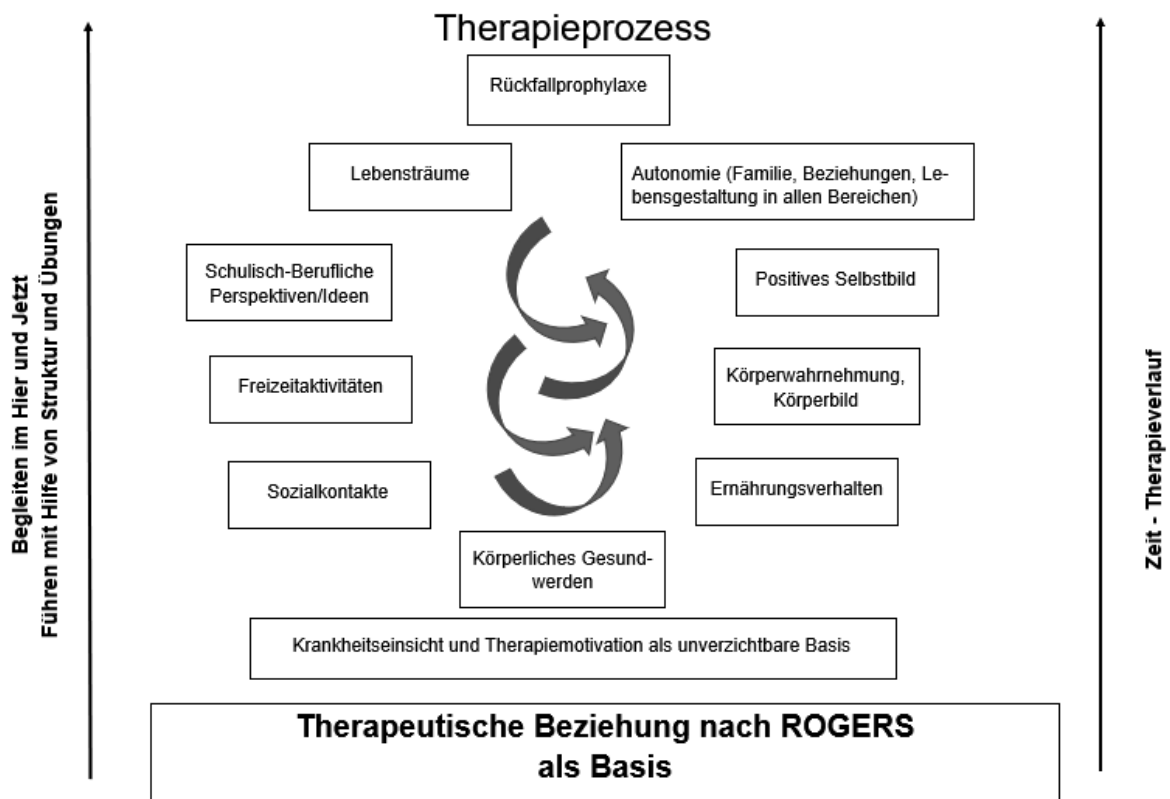 Therapieprozess
Rückfallprophylaxe
Lebensträume
Autonomie (Familie, Beziehungen, Le-
bensgestaltung in allen Bereichen)
Schulisch-Berufliche
Perspektiven/Ideen
Positives Selbstbild
Freizeitaktivitäten
Körperwahrnehmung,
Körperbild
Sozialkontakte
Ernährungsverhalten
Körperliches Gesund-
werden
Krankheitseinsicht und Therapiemotivation als unverzichtbare Basis
Therapeutische Beziehung nach ROGERS
als Basis
Begleiten im Hier und Jetzt
Führen mit Hilfe von Struktur und Übungen
Zeit - Therapieverlauf